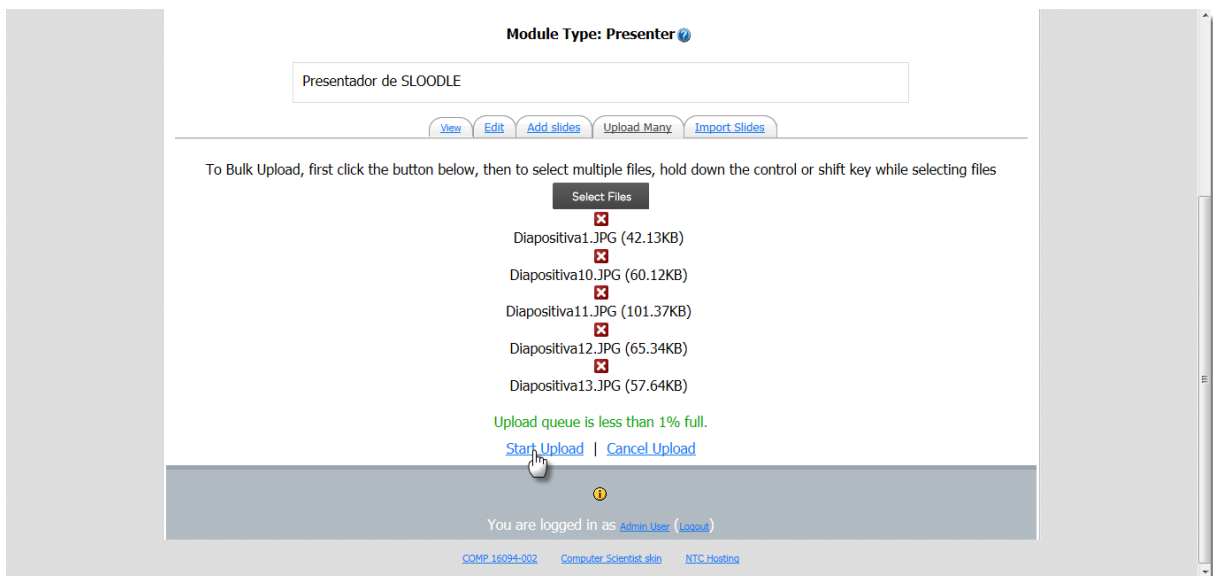 Module Type: Presenter
Presentador de SLOODLE
View Edit Add slides Upload Many Import Slides
To Bulk Upload, first click the button below, then to select multiple files, hold down the control or shift key while selecting files
Select Files
Diapositiva1.JPG (42.13KB)
Diapositiva10.JPG (60.12KB)
Diapositiva11.JPG (101.37KB)
Diapositiva12.JPG (65.34KB)
Diapositiva13.JPG (57.64KB)
Upload queue is less than 1% full.
Start Upload | Cancel Upload
You are logged in as Admin User (Logout)
COMP 16094-002 Computer Scientist skin NTC Hosting